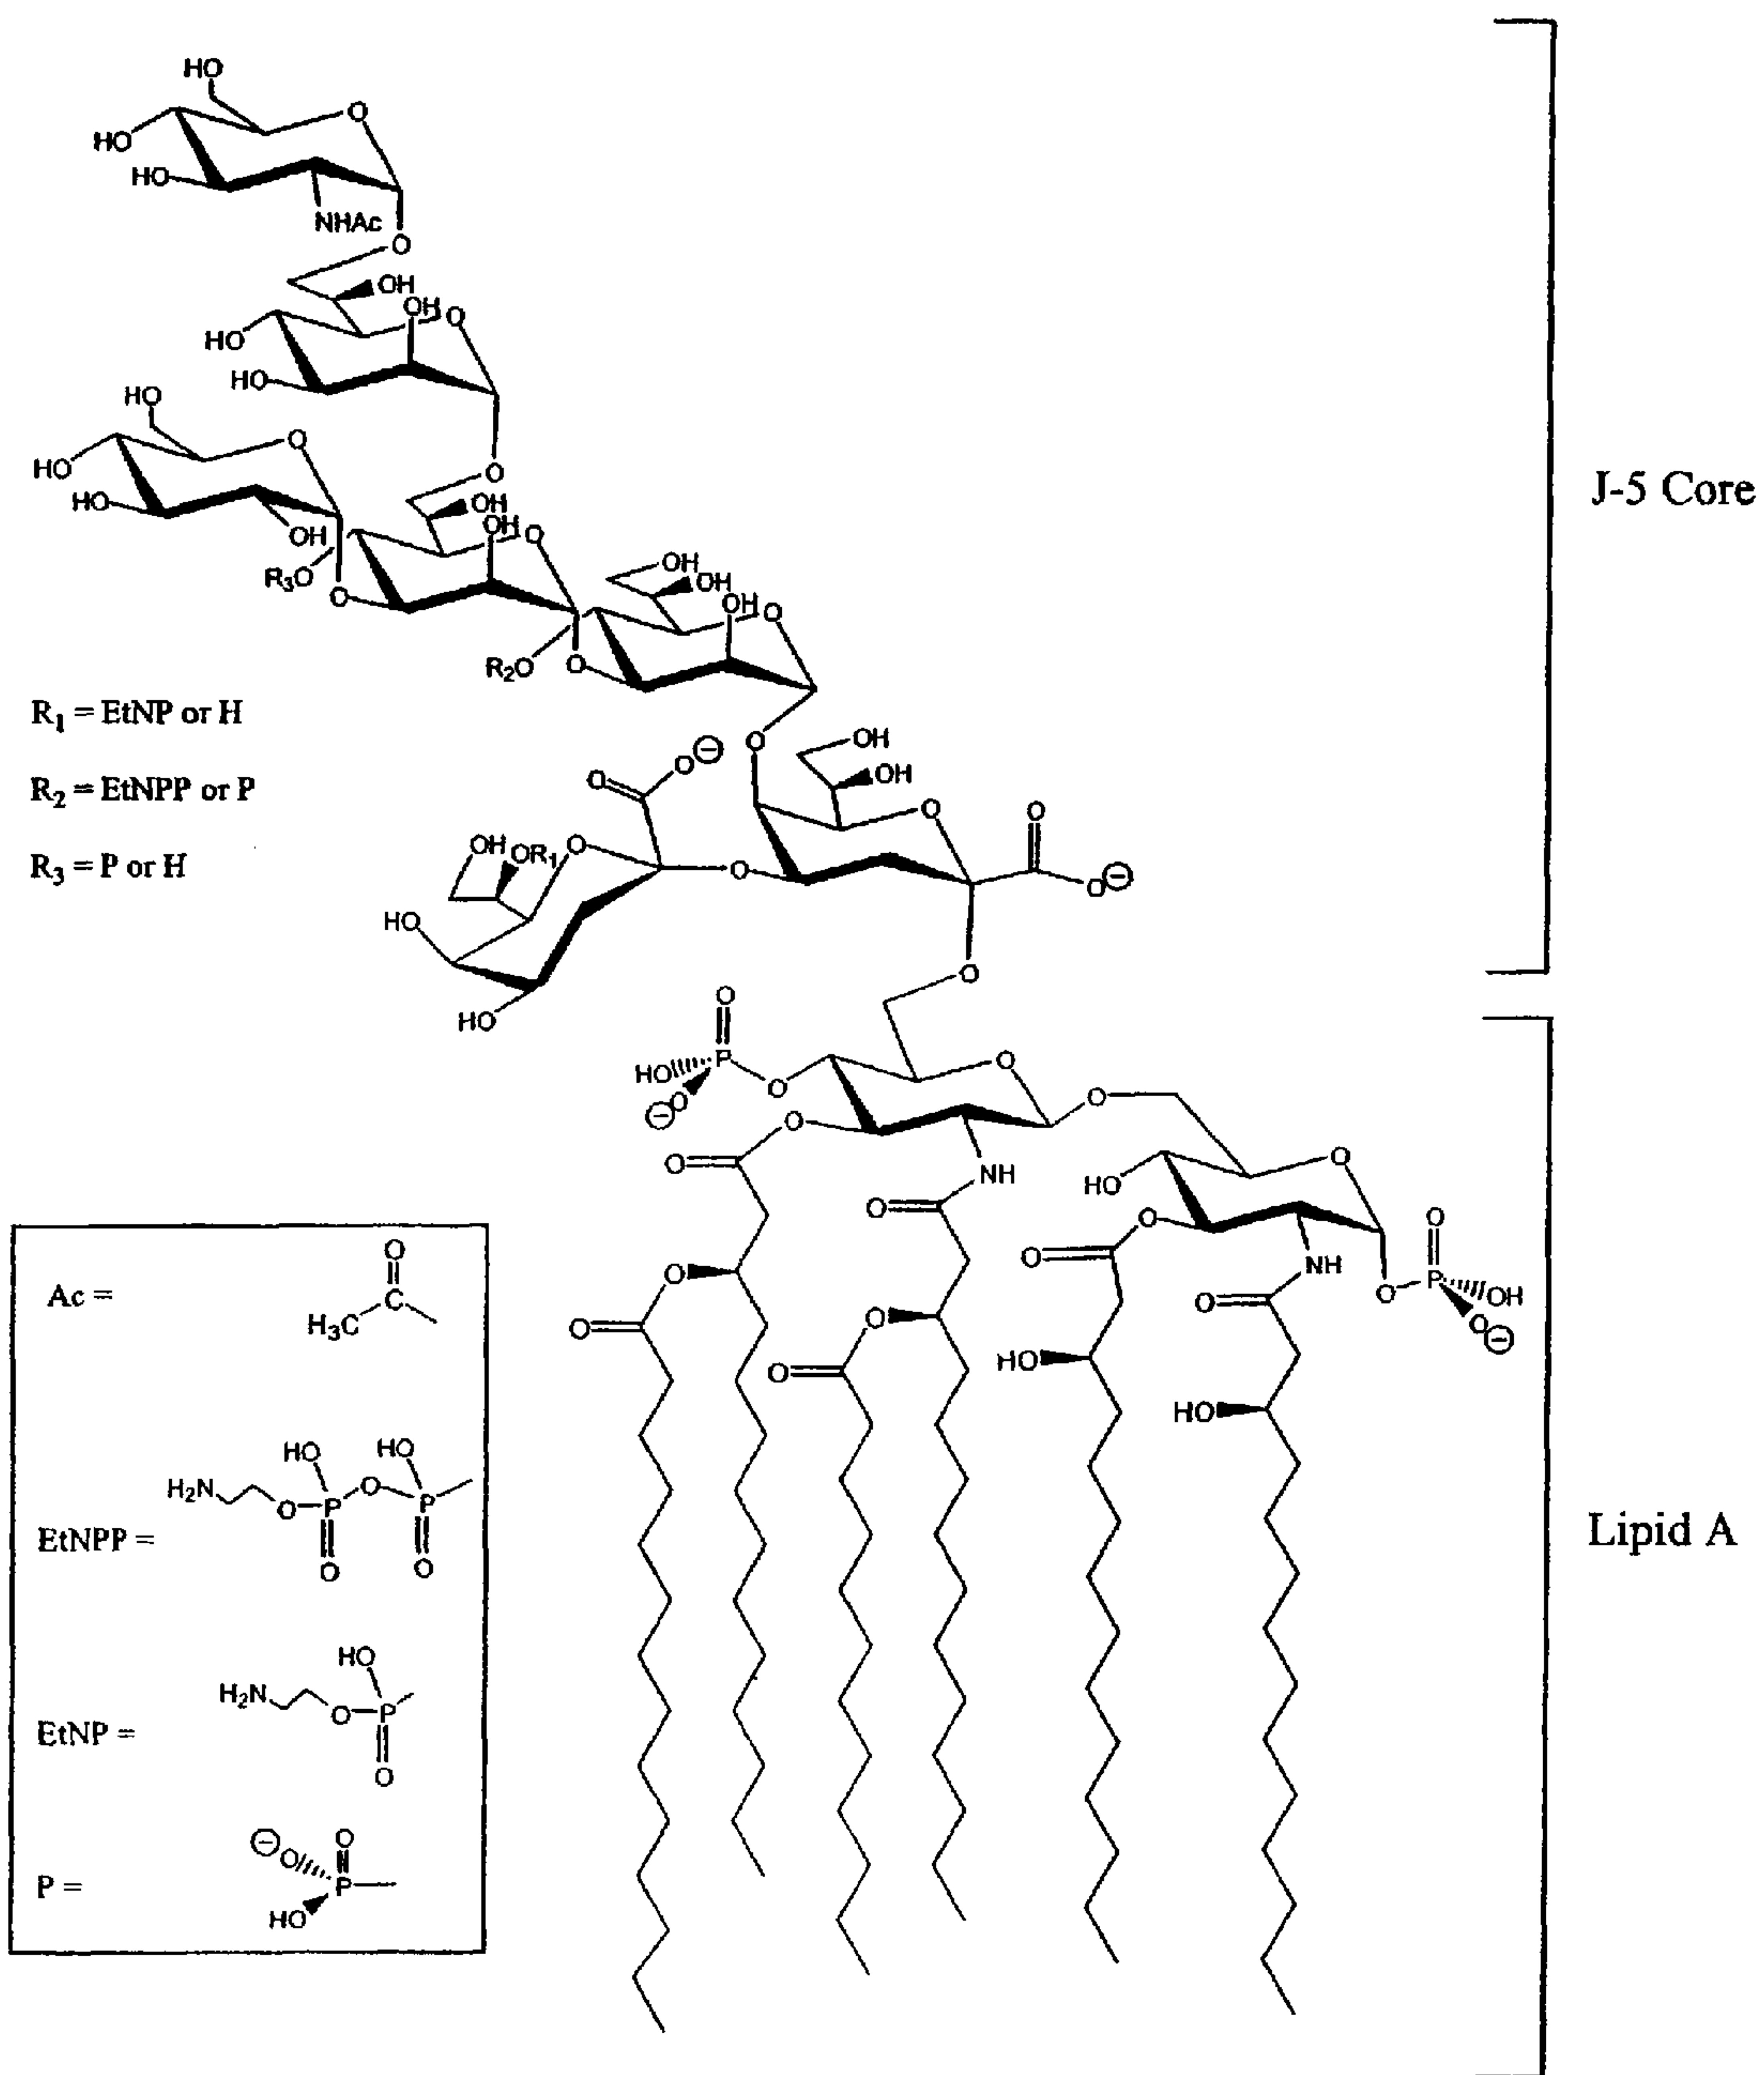 HO
O
HO
HO
NHAc
O
OH
OH
O
HO
HO
HO
O
HO
O
J-5 Core
HO
OH
OH
O
OH
R₃O
O
OH
OH
OH
O
R₂O
O
R₁ = EtNP or H
O
OH
O
O⊖
R₂ = EtNPP or P
OH
O
O
R₃ = P or H
OH
OR₁
O
O
O⊖
HO
O
HO
O
O
HO
P
O
O⊖
O
O
O
O
NH
O
HO
O
O
O
O
NH
O
O
P
OH
O⊖
O
O
O
O
O
HO
HO
Lipid A
Ac =
O
C
H₃C
EtNPP =
HO
HO
H₂N
O
P
O
P
O
O
EtNP =
HO
H₂N
O
P
O
P =
⊖
O
O
P
HO